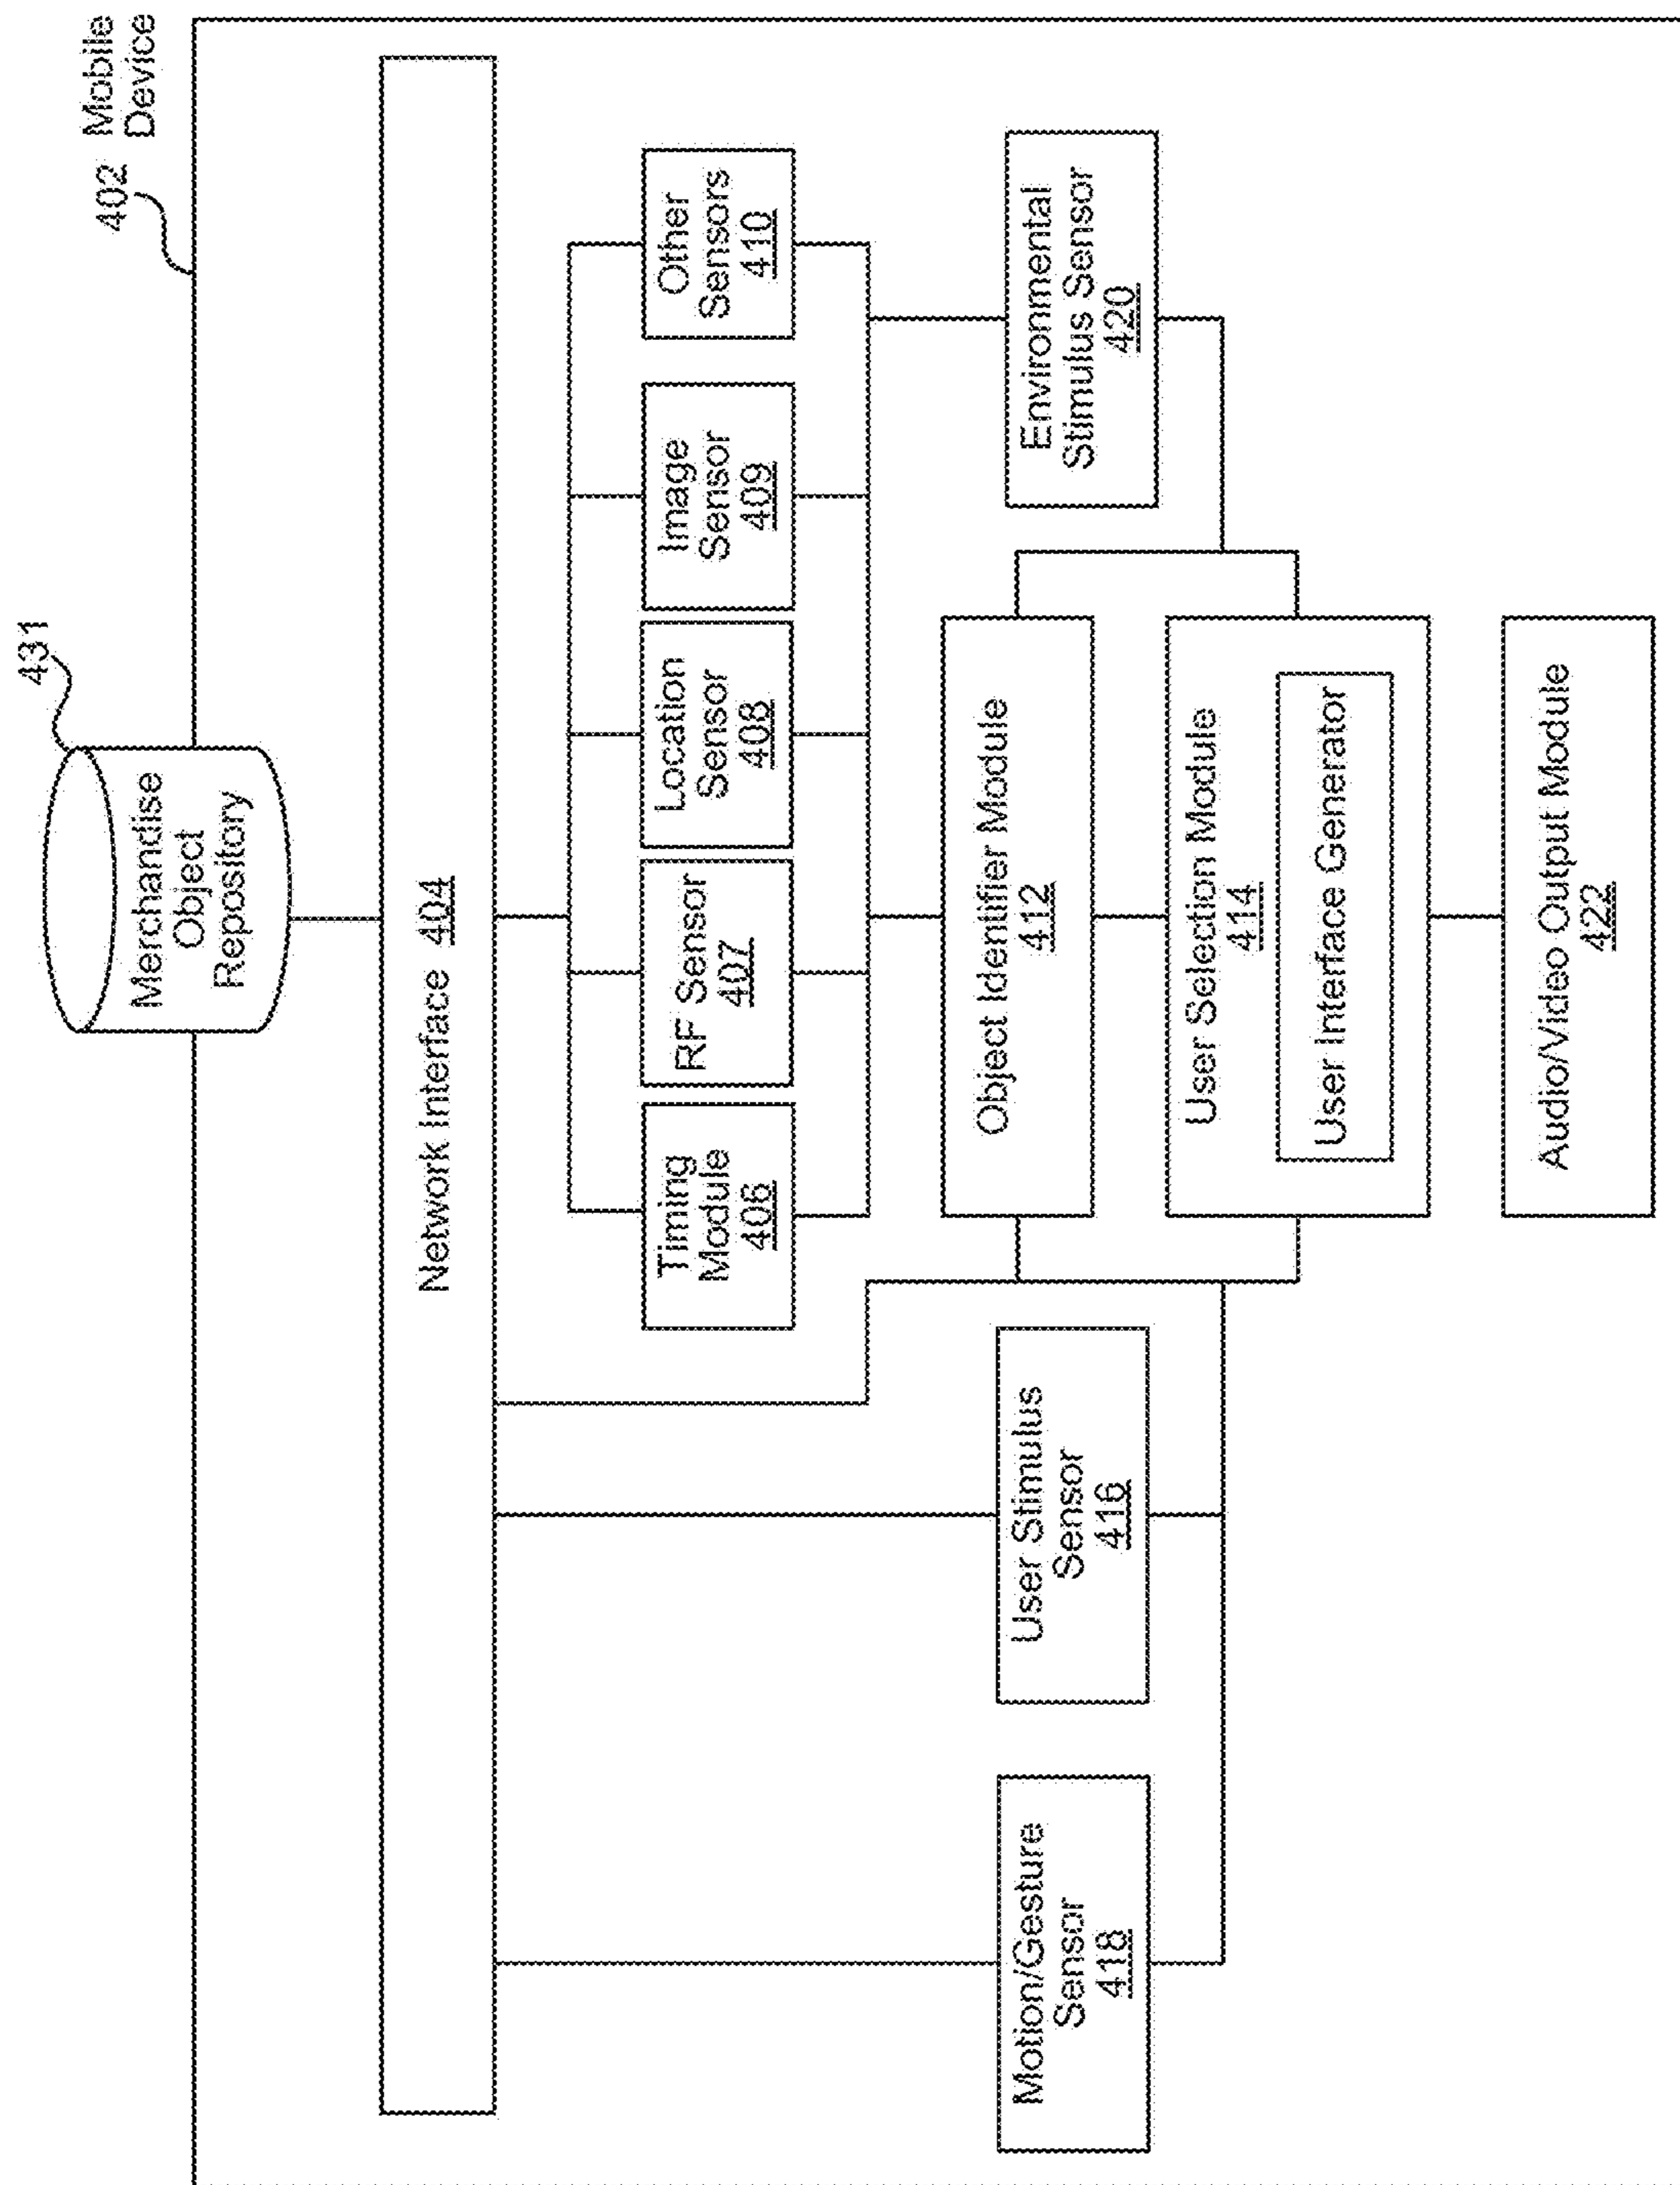 431
Merchandise
Object
Repository
402
Mobile
Device
Network Interface 404
Timing
Module
406
RF Sensor
407
Location
Sensor
408
Image
Sensor
409
Other
Sensors
410
Motion/Gesture
Sensor
418
User Stimulus
Sensor
416
Object Identifier Module
412
Environmental
Stimulus Sensor
420
User Selection Module
414
User Interface Generator
Audio/Video Output Module
422